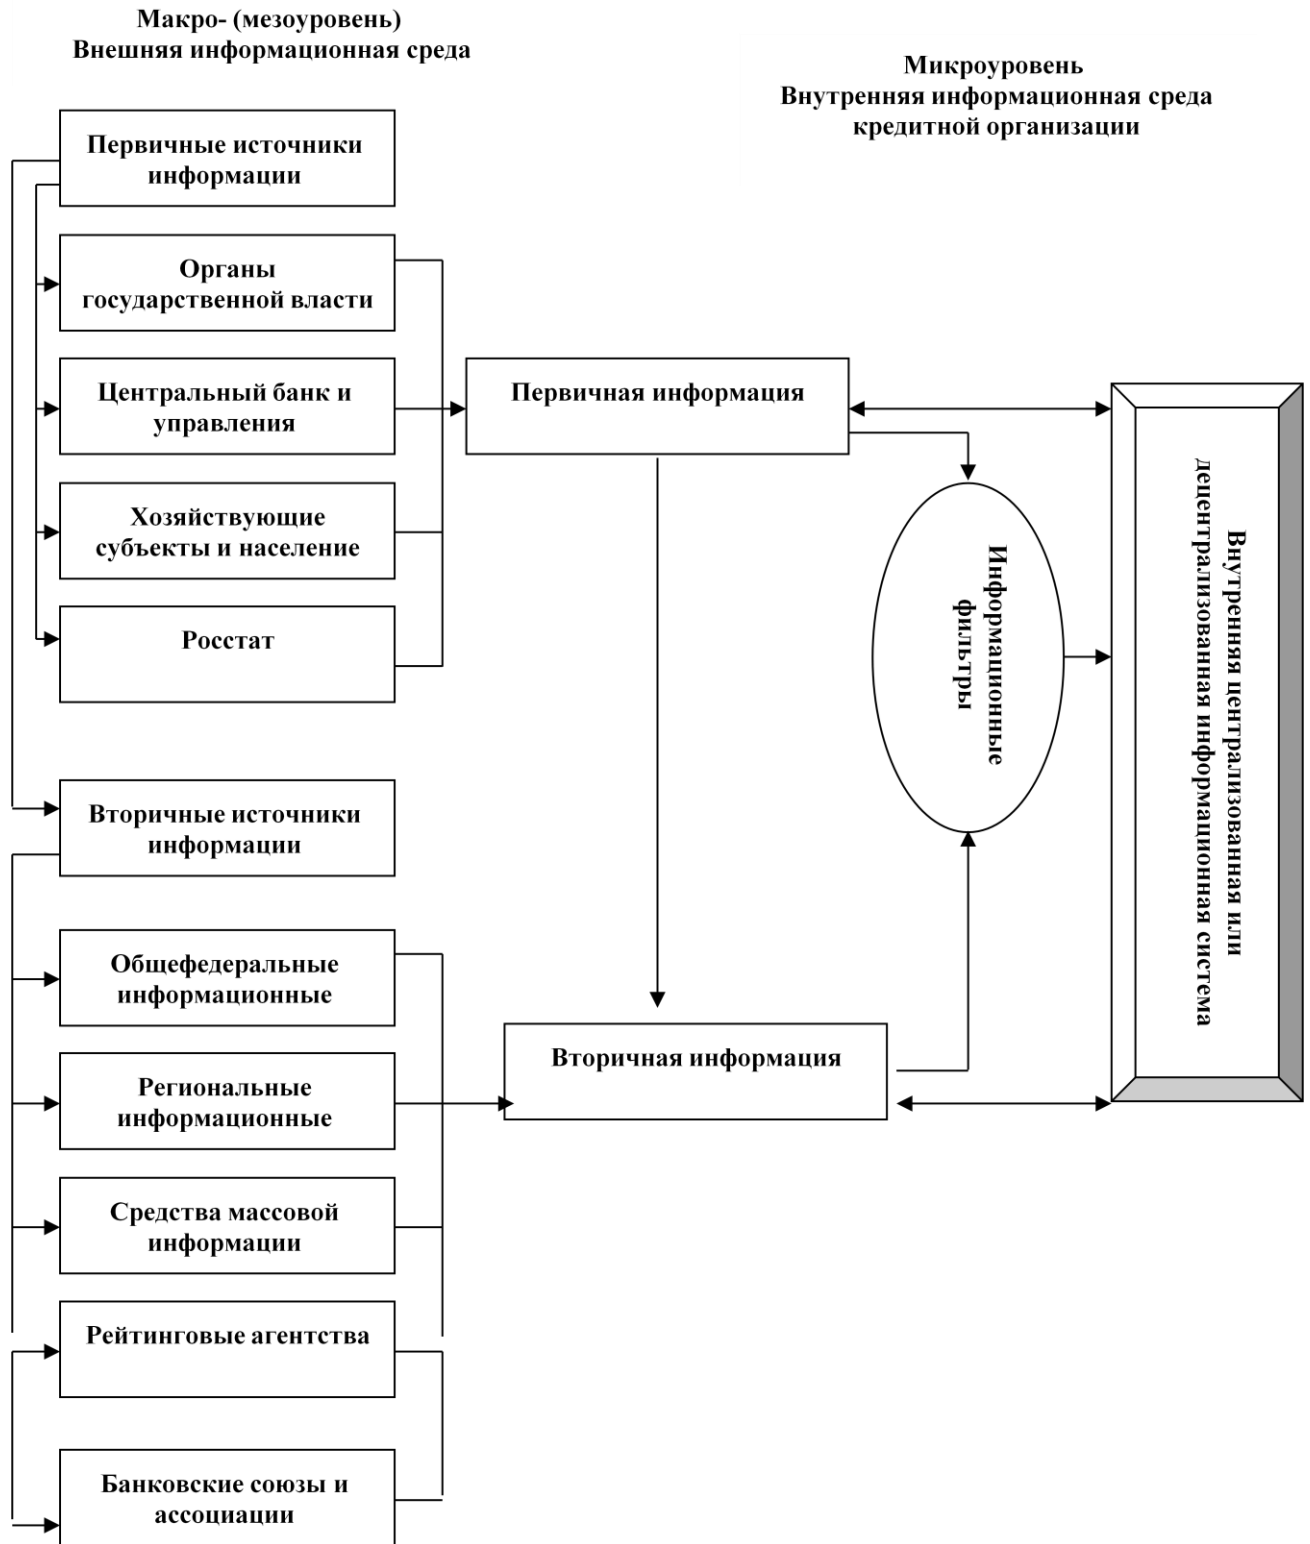 Макро- (мезоуровень)
Внешняя информационная среда
Микроуровень
Внутренняя информационная среда
кредитной организации
Первичные источники
информации
Органы
государственной власти
Центральный банк и
управления
Первичная информация
Хозяйствующие
субъекты и население
Росстат
Информационные
фильтры
Внутренняя централизованная или
децентрализованная информационная система
Вторичные источники
информации
Общефедеральные
информационные
Вторичная информация
Региональные
информационные
Средства массовой
информации
Рейтинговые агентства
Банковские союзы и
ассоциации